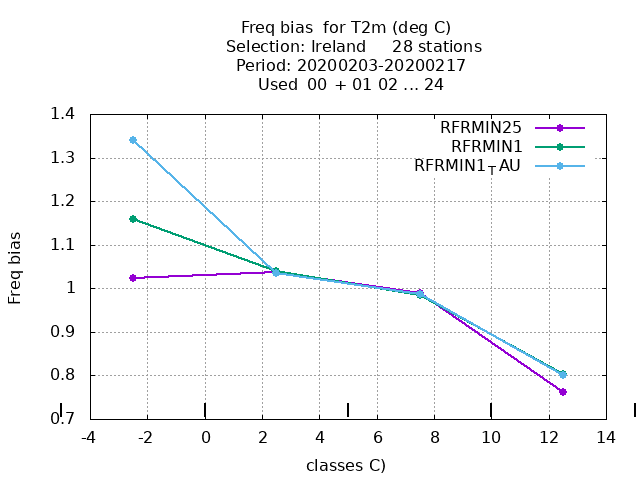 Freq bias for T2m (deg C)
Selection: Ireland 28 stations
Period: 20200203-20200217
Used 00 + 01 02 ... 24
RFRMIN25
RFRMIN1
RFRMIN1_TAU
Freq bias
1.4
1.3
1.2
1.1
1
0.9
0.8
0.7
-4 -2 0 2 4 6 8 10 12 14
classes C)